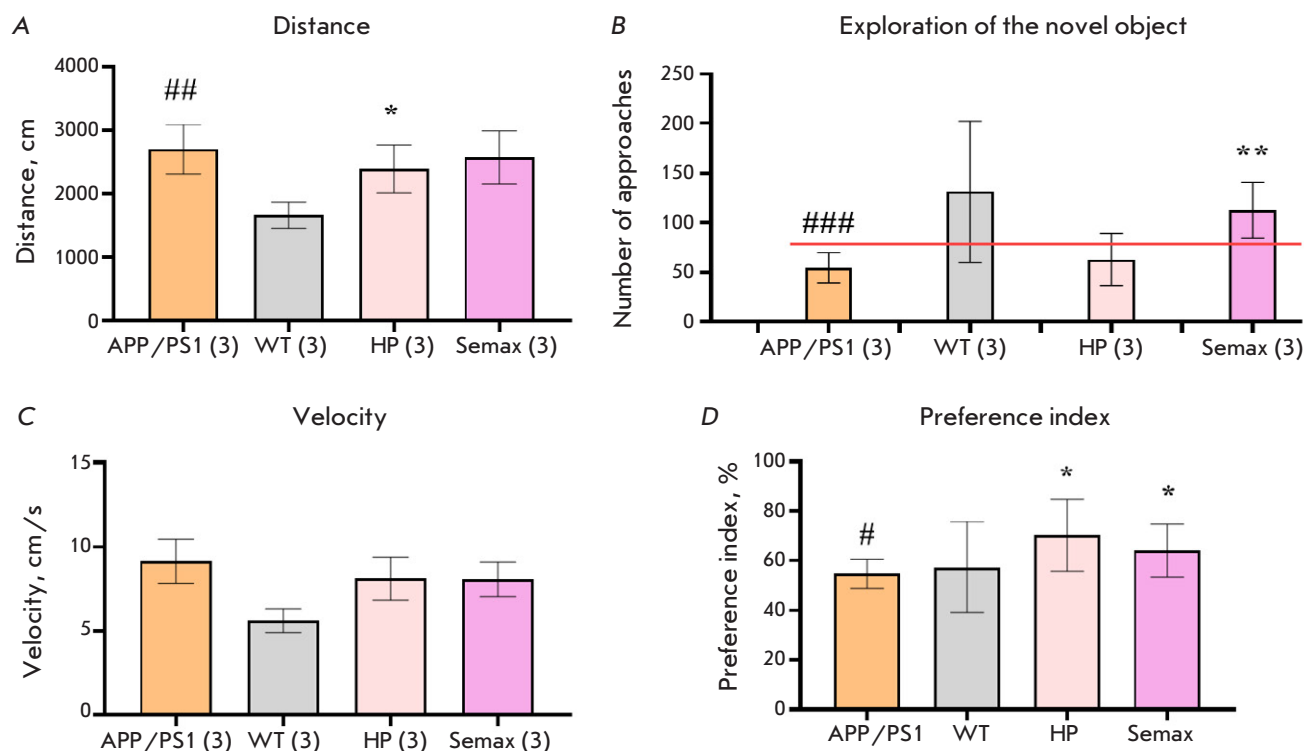 A
Distance
Distance, cm
4000
3000
2000
1000
0
##
*
APP/PS1 (3)
WT (3)
HP (3)
Semax (3)
B
Exploration of the novel object
Number of approaches
250
200
150
100
50
0
###
**
APP/PS1 (3)
WT (3)
HP (3)
Semax (3)
C
Velocity
Velocity, cm/s
15
10
5
0
APP/PS1 (3)
WT (3)
HP (3)
Semax (3)
D
Preference index
Preference index, %
100
80
60
40
20
0
#
*
*
APP/PS1
WT
HP
Semax